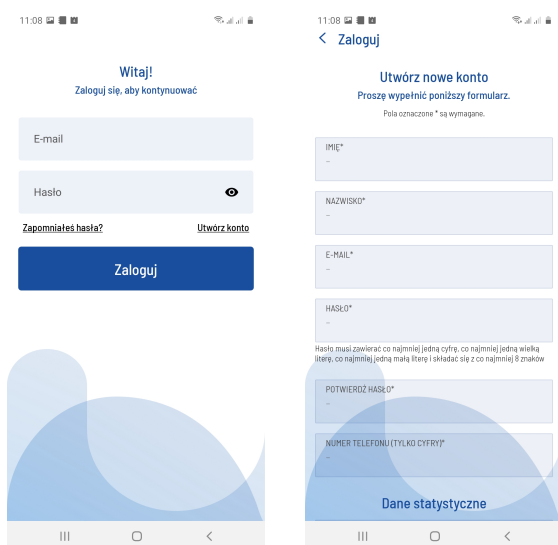 11:08
Witaj!
Zaloguj się, aby kontynuować
E-mail
Hasło
Zapomniałeś hasła?
Utwórz konto
Zaloguj
11:08
Zaloguj
Utwórz nowe konto
Proszę wypełnić poniższy formularz.
Pola oznaczone * są wymagane.
IMIĘ*
–
NAZWISKO*
–
E-MAIL*
–
HASŁO*
–
Hasło musi zawierać co najmniej jedną cyfrę, co najmniej jedną wielką
literę, co najmniej jedną małą literę i składać się z co najmniej 8 znaków
POTWIERDŹ HASŁO*
–
NUMER TELEFONU (TYLKO CYFRY)*
–
Dane statystyczne